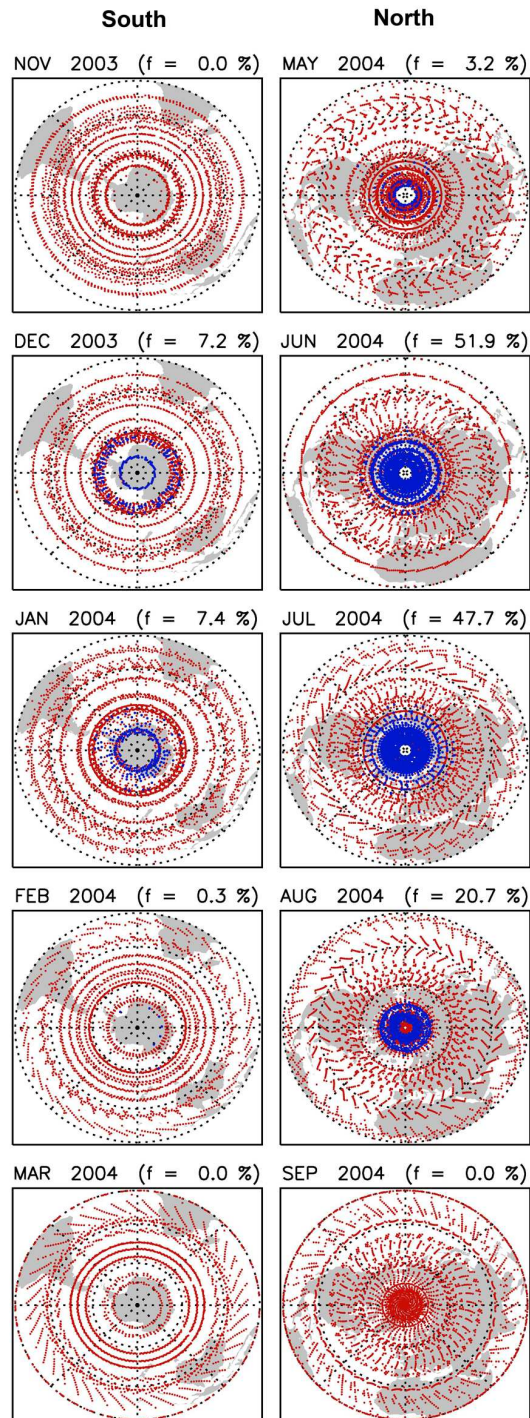 South North
NOV 2003 (f = 0.0 %) MAY 2004 (f = 3.2 %)
DEC 2003 (f = 7.2 %) JUN 2004 (f = 51.9 %)
JAN 2004 (f = 7.4 %) JUL 2004 (f = 47.7 %)
FEB 2004 (f = 0.3 %) AUG 2004 (f = 20.7 %)
MAR 2004 (f = 0.0 %) SEP 2004 (f = 0.0 %)